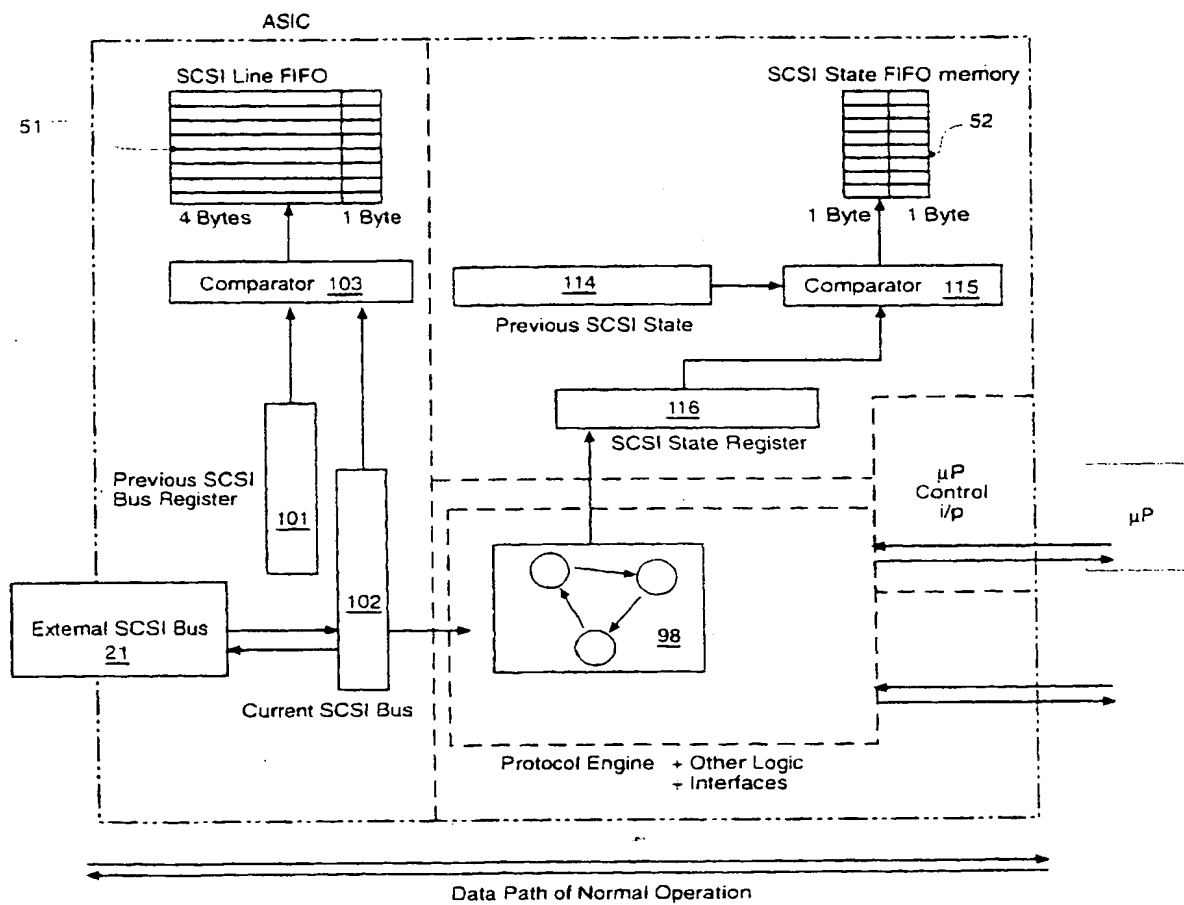 ASIC
SCSI Line FIFO
SCSI State FIFO memory
51
52
4 Bytes
1 Byte
1 Byte
1 Byte
Comparator 103
114
Comparator 115
Previous SCSI State
116
SCSI State Register
Previous SCSI
Bus Register
101
µP
Control
i/p
µP
102
External SCSI Bus
21
98
Current SCSI Bus
Protocol Engine + Other Logic
+ Interfaces
Data Path of Normal Operation